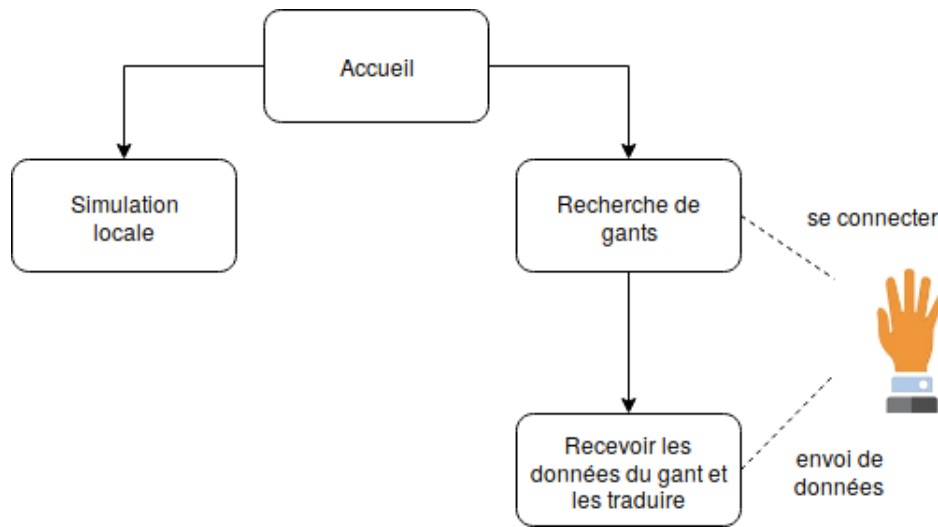 Accueil
Simulation
locale
Recherche de
gants
se connecter
Recevoir les
données du gant et
les traduire
envoi de
données